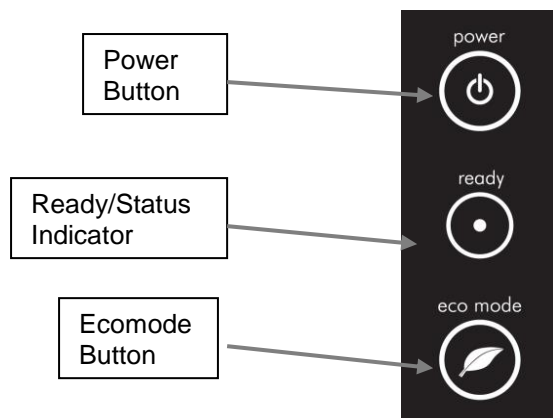 power
Power
Button
ready
Ready/Status
Indicator
eco mode
Ecomode
Button